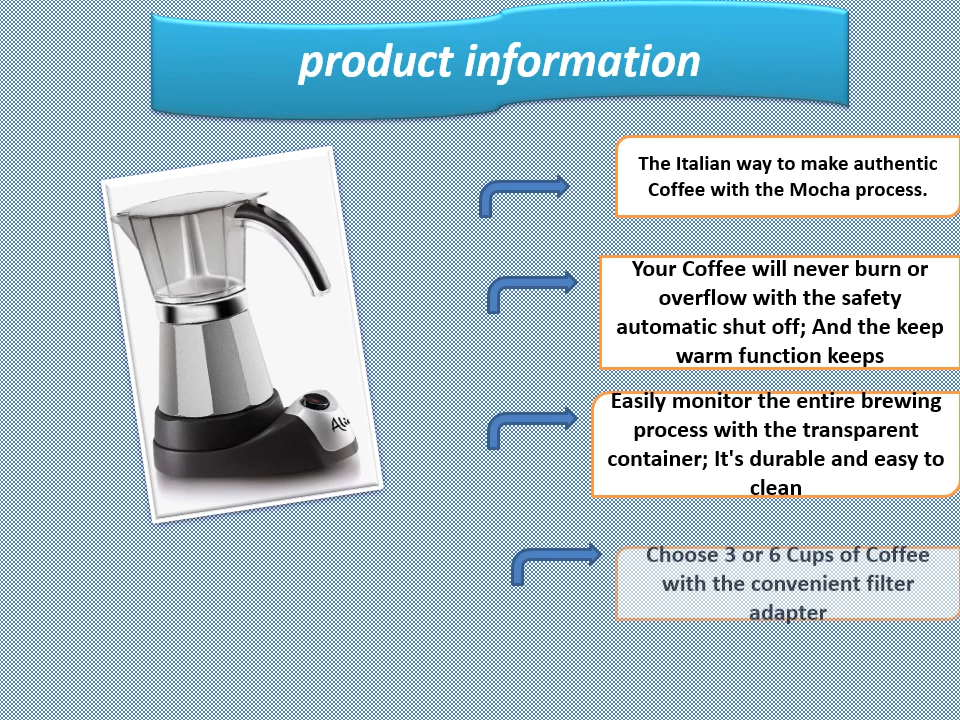 product information
The Italian way to make authentic
Coffee with the Mocha process.
Your Coffee will never burn or
overflow with the safety
automatic shut off; And the keep
warm function keeps
Easily monitor the entire brewing
process with the transparent
container; It's durable and easy to
clean
Choose 3 or 6 Cups of Coffee
with the convenient filter
adapter